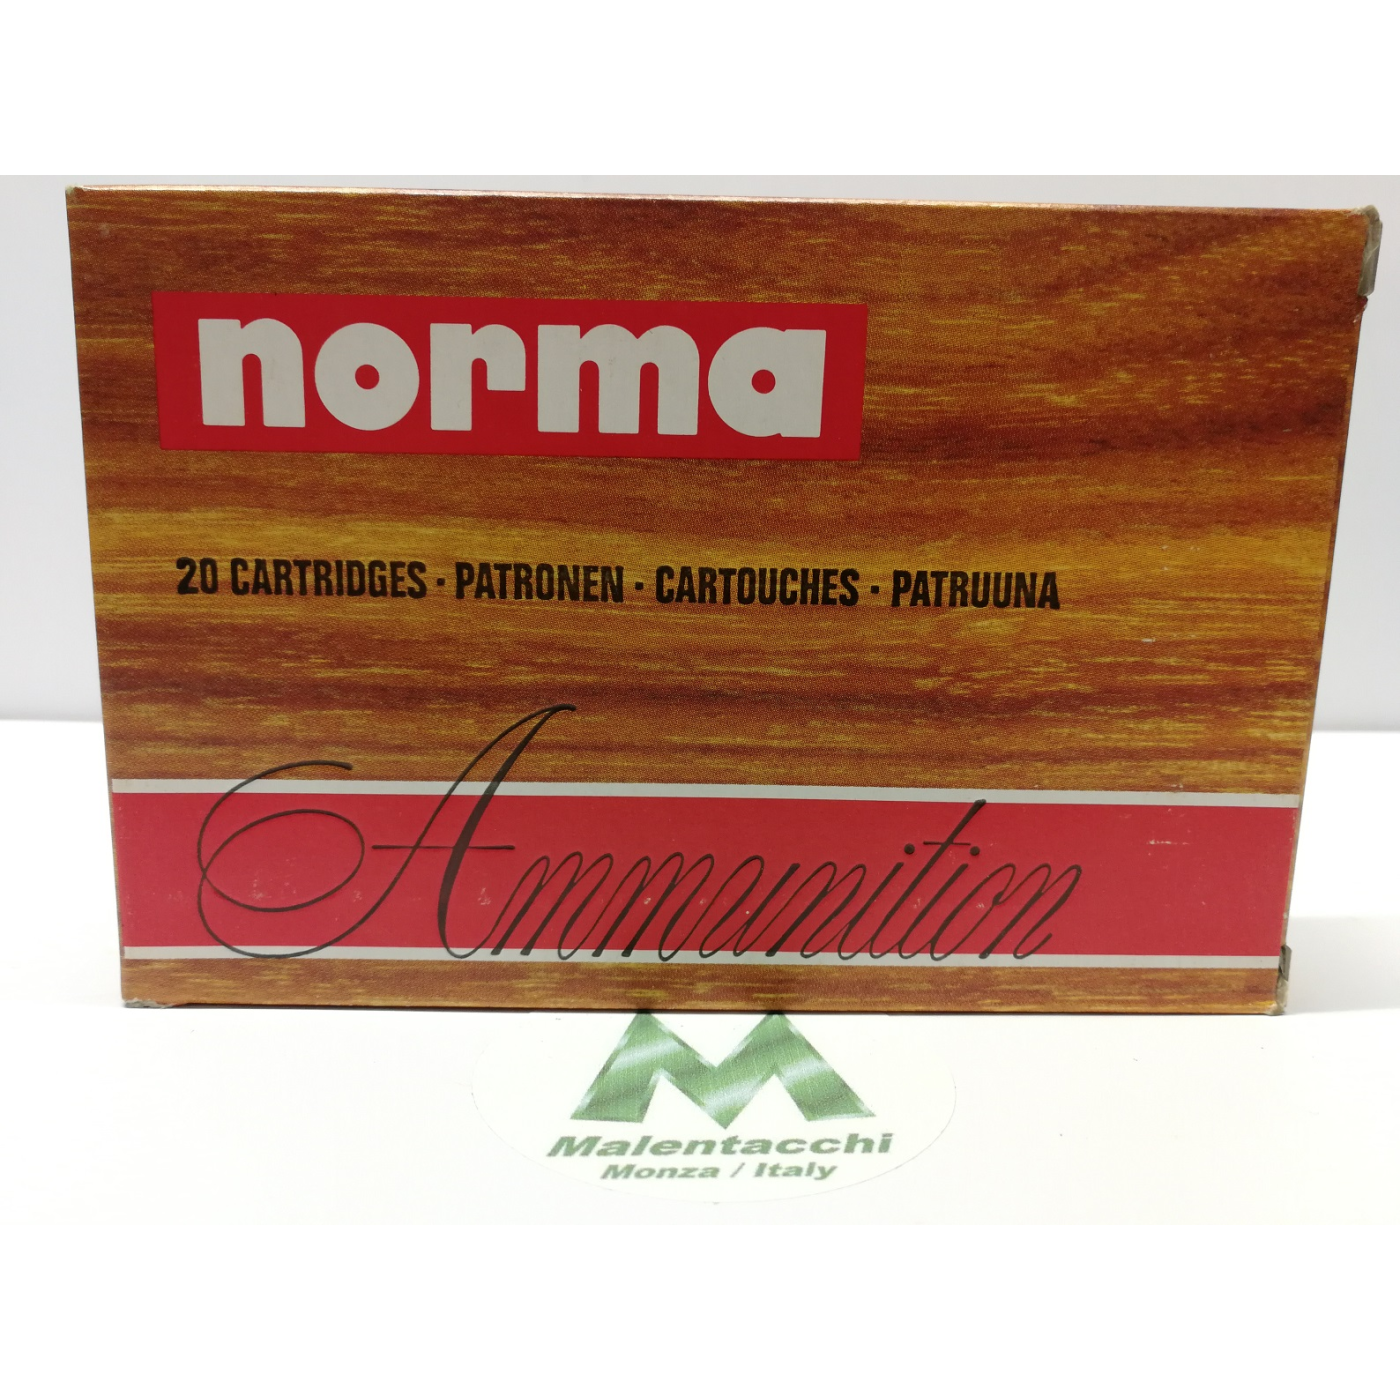 norma
20 CARTRIDGES · PATRONEN · CARTOUCHES · PATRUUNA
Ammunition
Malentacchi
Monza / Italy